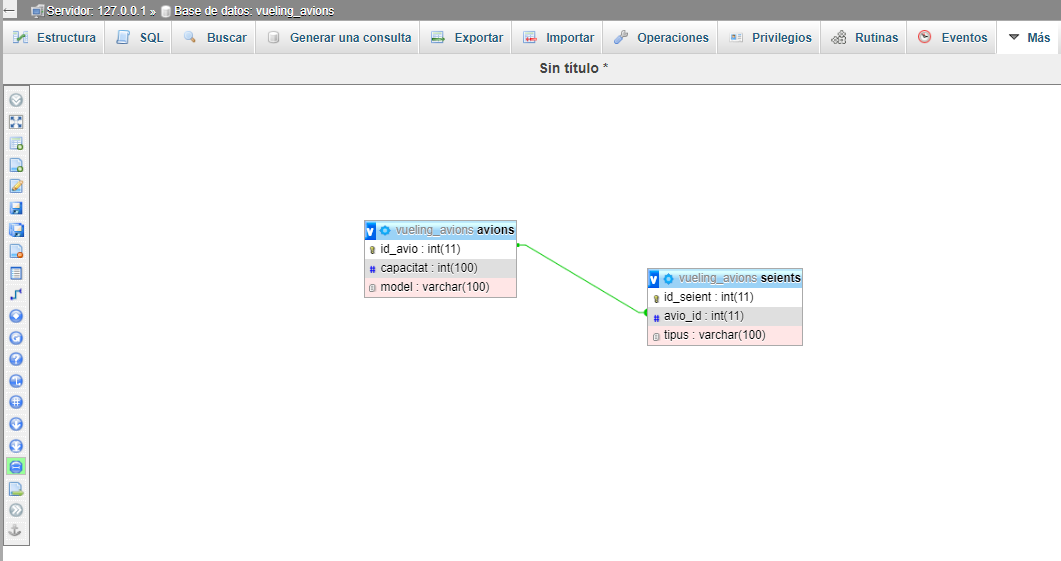 Servidor: 127.0.0.1 » Base de datos: vueling_avions
Estructura SQL Buscar Generar una consulta Exportar Importar Operaciones Privilegios Rutinas Eventos Más
Sin título *
v vueling_avions avions
id_avio : int(11)
# capacitat : int(100)
model : varchar(100)
v vueling_avions seients
id_seient : int(11)
# avio_id : int(11)
tipus : varchar(100)